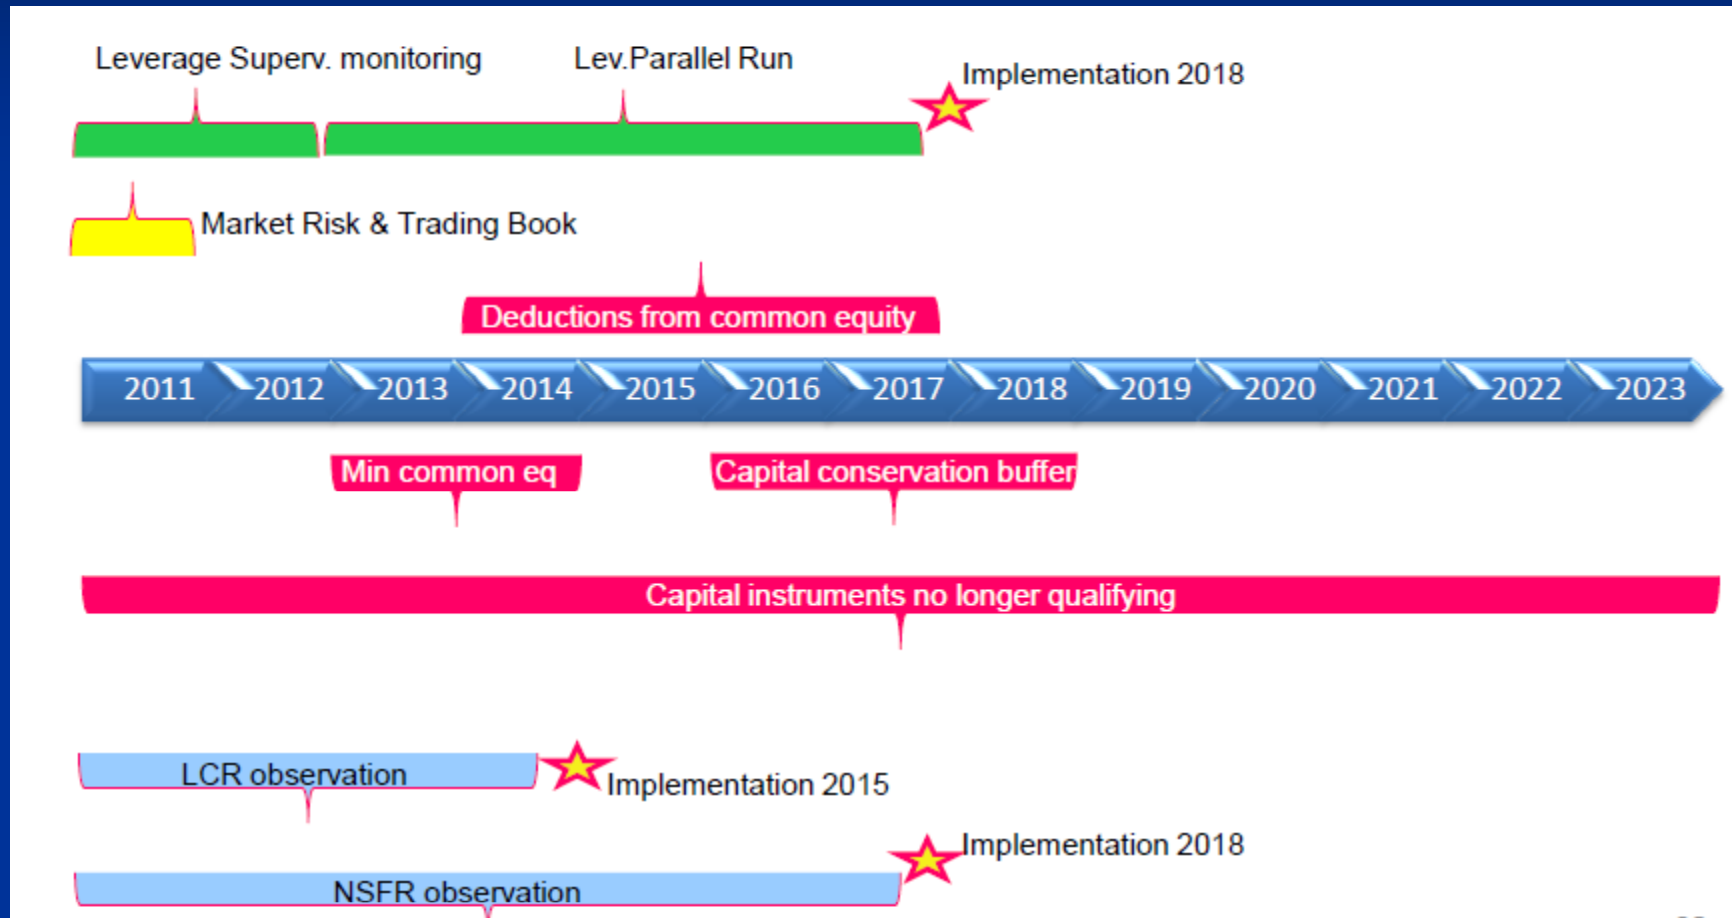 Leverage Superv. monitoring
Lev.Parallel Run
Implementation 2018
Market Risk & Trading Book
Deductions from common equity
2011 2012 2013 2014 2015 2016 2017 2018 2019 2020 2021 2022 2023
Min common eq
Capital conservation buffer
Capital instruments no longer qualifying
LCR observation
Implementation 2015
Implementation 2018
NSFR observation